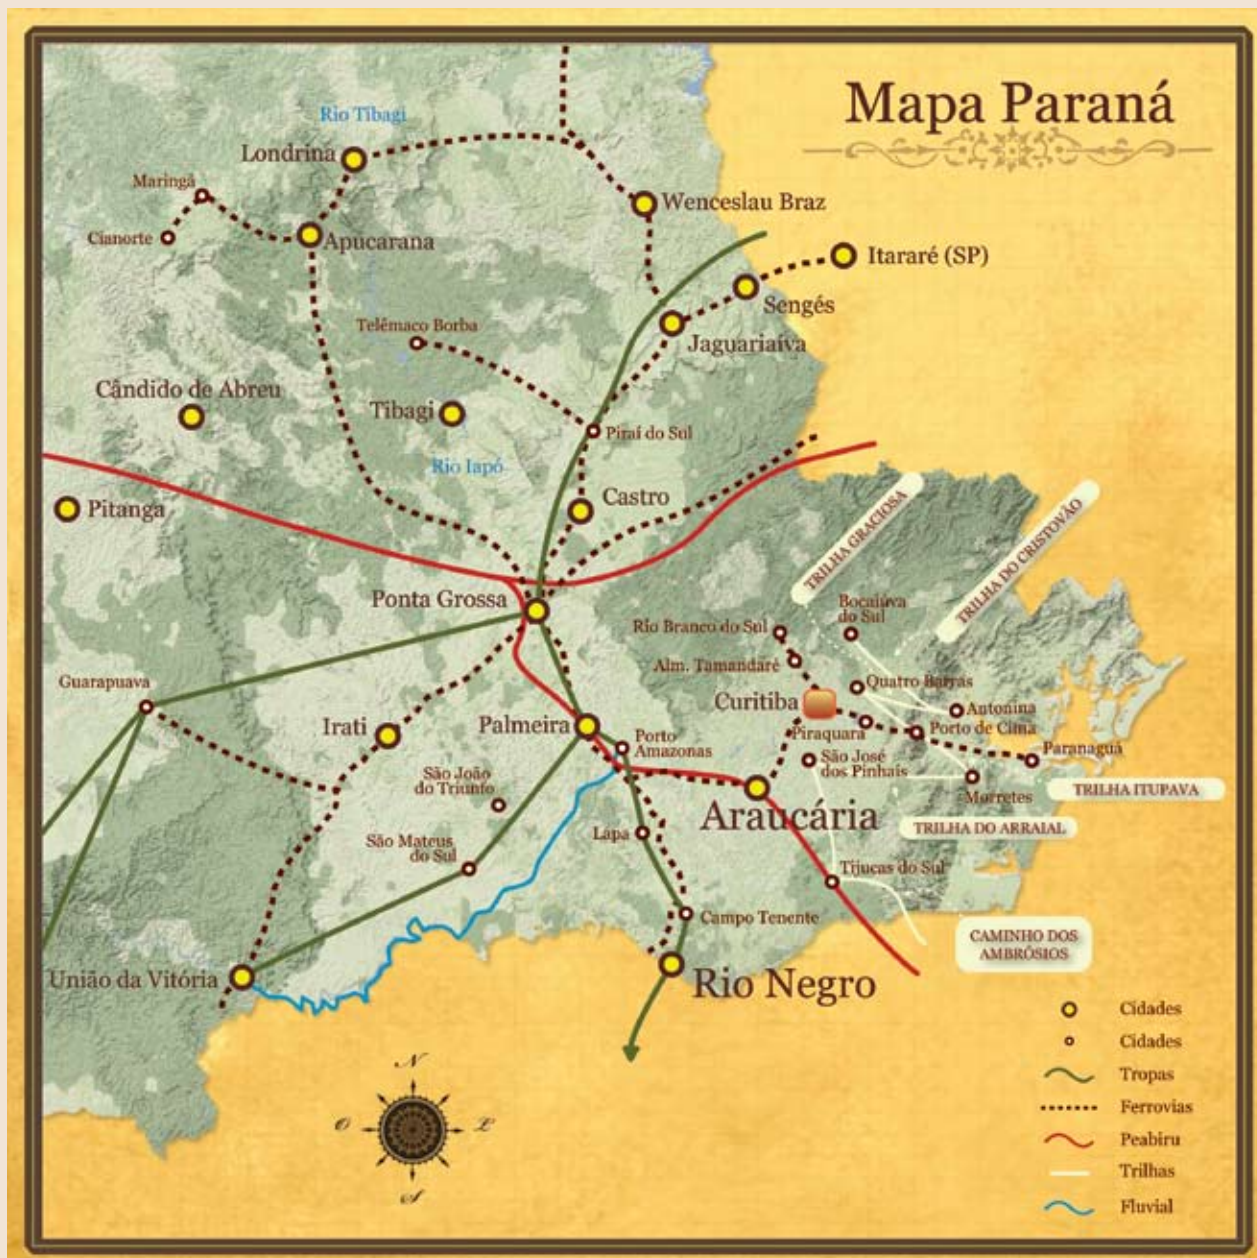 Mapa Paraná
Rio Tibagi
Londrina
Maringá
Wenceslau Braz
Cianorte
Apucarana
Itararé (SP)
Sengés
Telêmaco Borba
Jaguariaíva
Cândido de Abreu
Tibagi
Piraí do Sul
Rio Iapó
Castro
Pitanga
TRILHA GRACIOSA
TRILHA DO CRISTOVÃO
Ponta Grossa
Bocaiúva
do Sul
Rio Branco do Sul
Alm. Tamandaré
Guarapuava
Quatro Barras
Curitiba
Antonina
Irati
Palmeira
Piraquara
Porto de Cima
Porto
Amazonas
Paranaguá
São José
dos Pinhais
São João
do Triunfo
Morretes
TRILHA ITUPAVA
Araucária
TRILHA DO ARRAIAL
Lapa
São Mateus
do Sul
Tijucas do Sul
Campo Tenente
CAMINHO DOS
AMBRÓSIOS
União da Vitória
Rio Negro
Cidades
Cidades
Tropas
Ferrovias
Peabiru
Trilhas
Fluvial
N
O
L
S